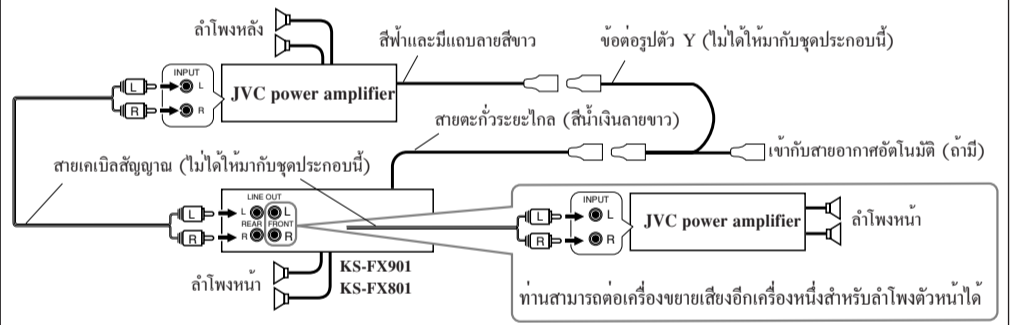 ลำโพงหลัง
สีฟ้าและมีแถบลายสีขาว
ข้อต่อรูปตัว Y (ไม่ได้ให้มากับชุดประกอบนี้)
INPUT
L
L
R
R
JVC power amplifier
สายตะกั่วระยะไกล (สีน้ำเงินลายขาว)
เข้ากับสายอากาศอัตโนมัติ (ถ้ามี)
สายเคเบิลสัญญาณ (ไม่ได้ให้มากับชุดประกอบนี้)
LINE OUT
L
L
L
REAR
FRONT
R
R
R
KS-FX901
KS-FX801
ลำโพงหน้า
INPUT
L
L
R
R
JVC power amplifier
ลำโพงหน้า
ท่านสามารถต่อเครื่องขยายเสียงอีกเครื่องหนึ่งสำหรับลำโพงตัวหน้าได้